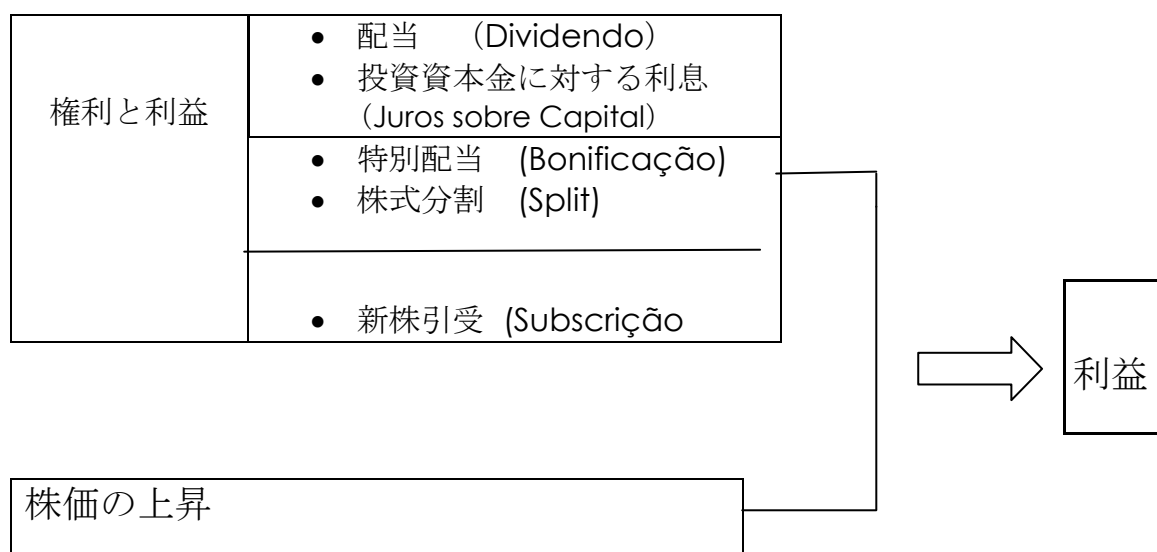 権利と利益
• 配当 （Dividendo）
• 投資資本金に対する利息
（Juros sobre Capital）
• 特別配当 (Bonificação)
• 株式分割 (Split)
• 新株引受 (Subscrição
利益
株価の上昇